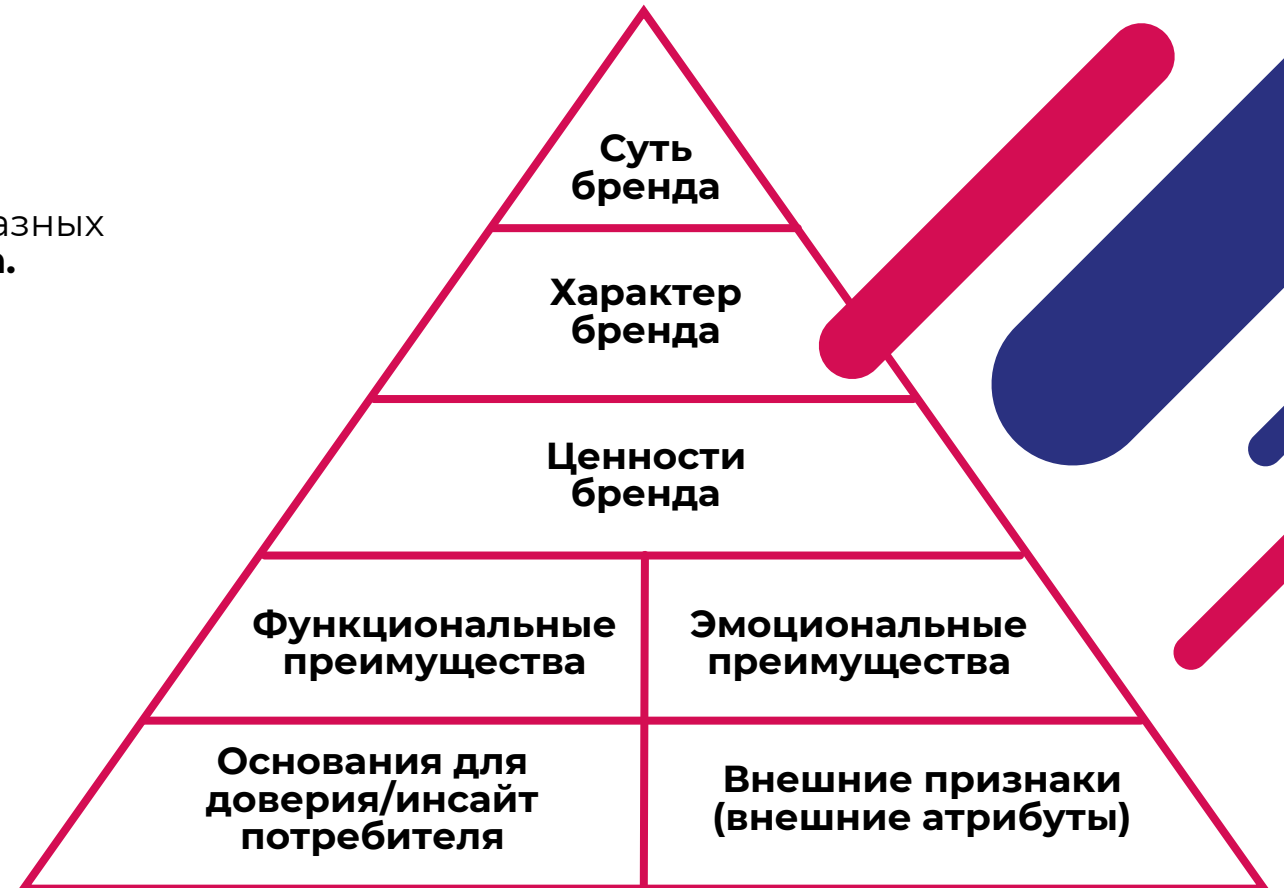 Суть
бренда
азных
.
Характер
бренда
Ценности
бренда
Функциональные
преимущества
Эмоциональные
преимущества
Основания для
доверия/инсайт
потребителя
Внешние признаки
(внешние атрибуты)